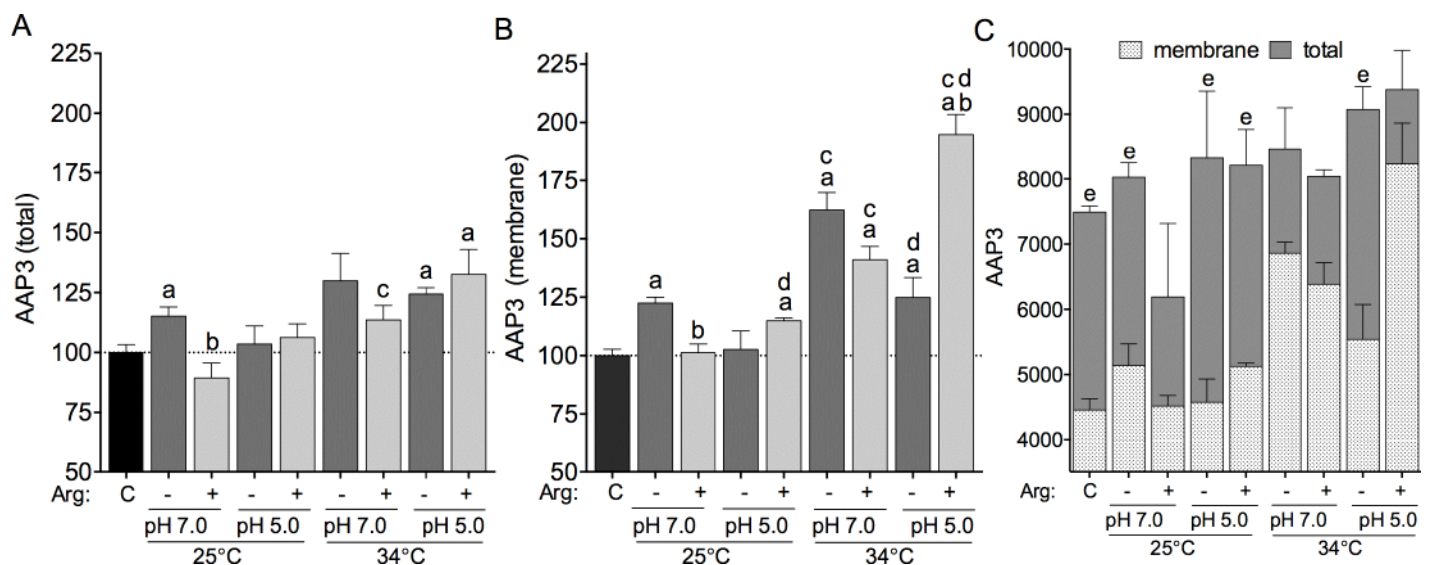 A
AAP3 (total)
225
200
175
150
125
100
75
50
a
b
c
a
a
Arg: C - + - + - + - +
pH 7.0 pH 5.0 pH 7.0 pH 5.0
25°C 34°C
B
AAP3 (membrane)
225
200
175
150
125
100
75
50
a
b
d
a
c
a
c
a
d
a
c d
a b
Arg: C - + - + - + - +
pH 7.0 pH 5.0 pH 7.0 pH 5.0
25°C 34°C
C
membrane total
AAP3
10000
9000
8000
7000
6000
5000
4000
e
e
e
e
e
C - + - + - + - +
pH 7.0 pH 5.0 pH 7.0 pH 5.0
25°C 34°C